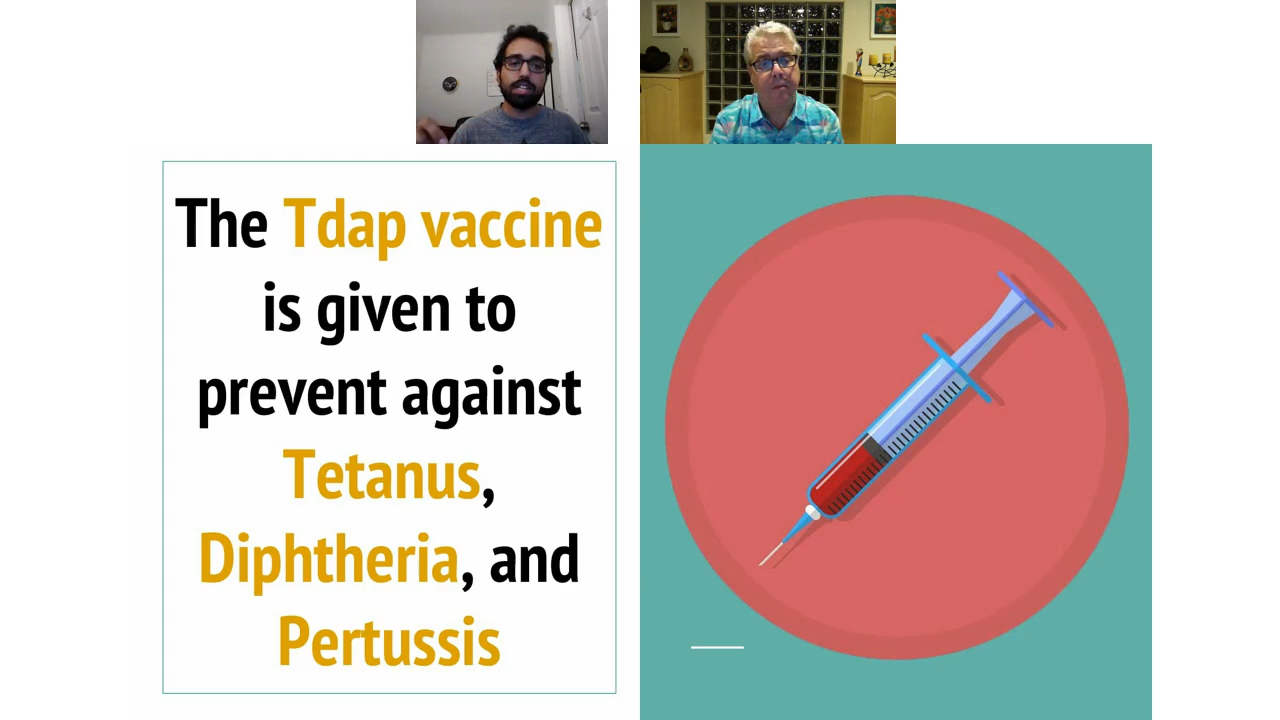 The Tdap vaccine
is given to
prevent against
Tetanus,
Diphtheria, and
Pertussis